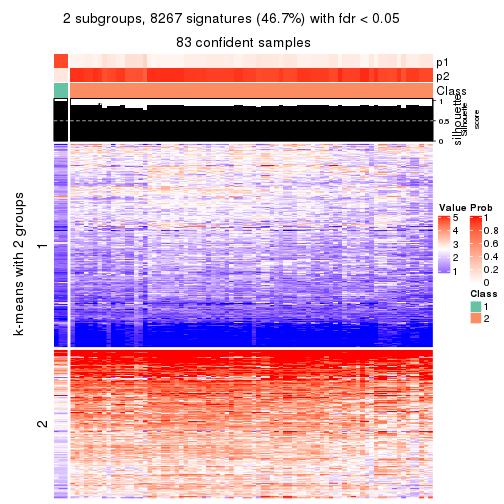 2 subgroups, 8267 signatures (46.7%) with fdr < 0.05
83 confident samples
p1
p2
Class
1
0.5
0
silhouette
Silhouette
score
k-means with 2 groups
1
2
Value
5
4
3
2
1
Prob
1
0.8
0.6
0.4
0.2
0
Class
1
2